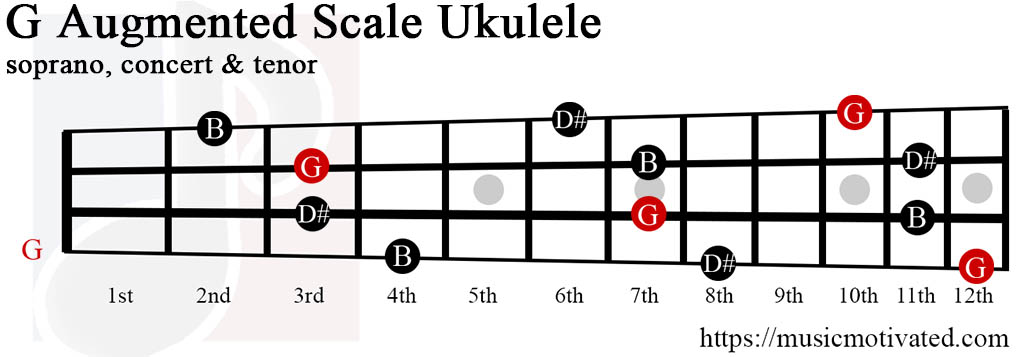 G Augmented Scale Ukulele
soprano, concert & tenor
B D# G
G B D#
D# G B
G B D# G
1st 2nd 3rd 4th 5th 6th 7th 8th 9th 10th 11th 12th
https://musicmotivated.com